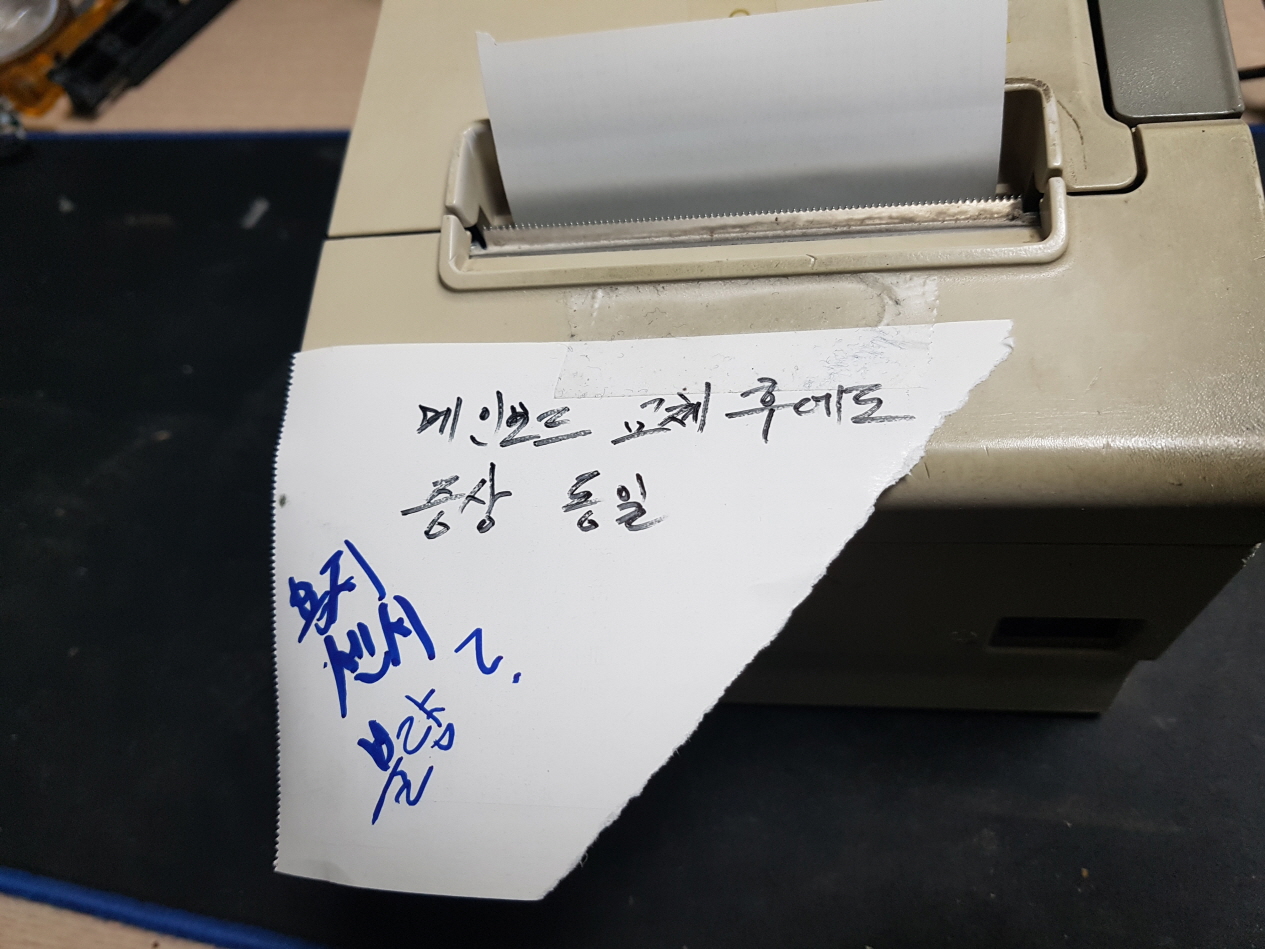 메인보드 교체 후에도
증상 동일
용지
센서 ?
불량